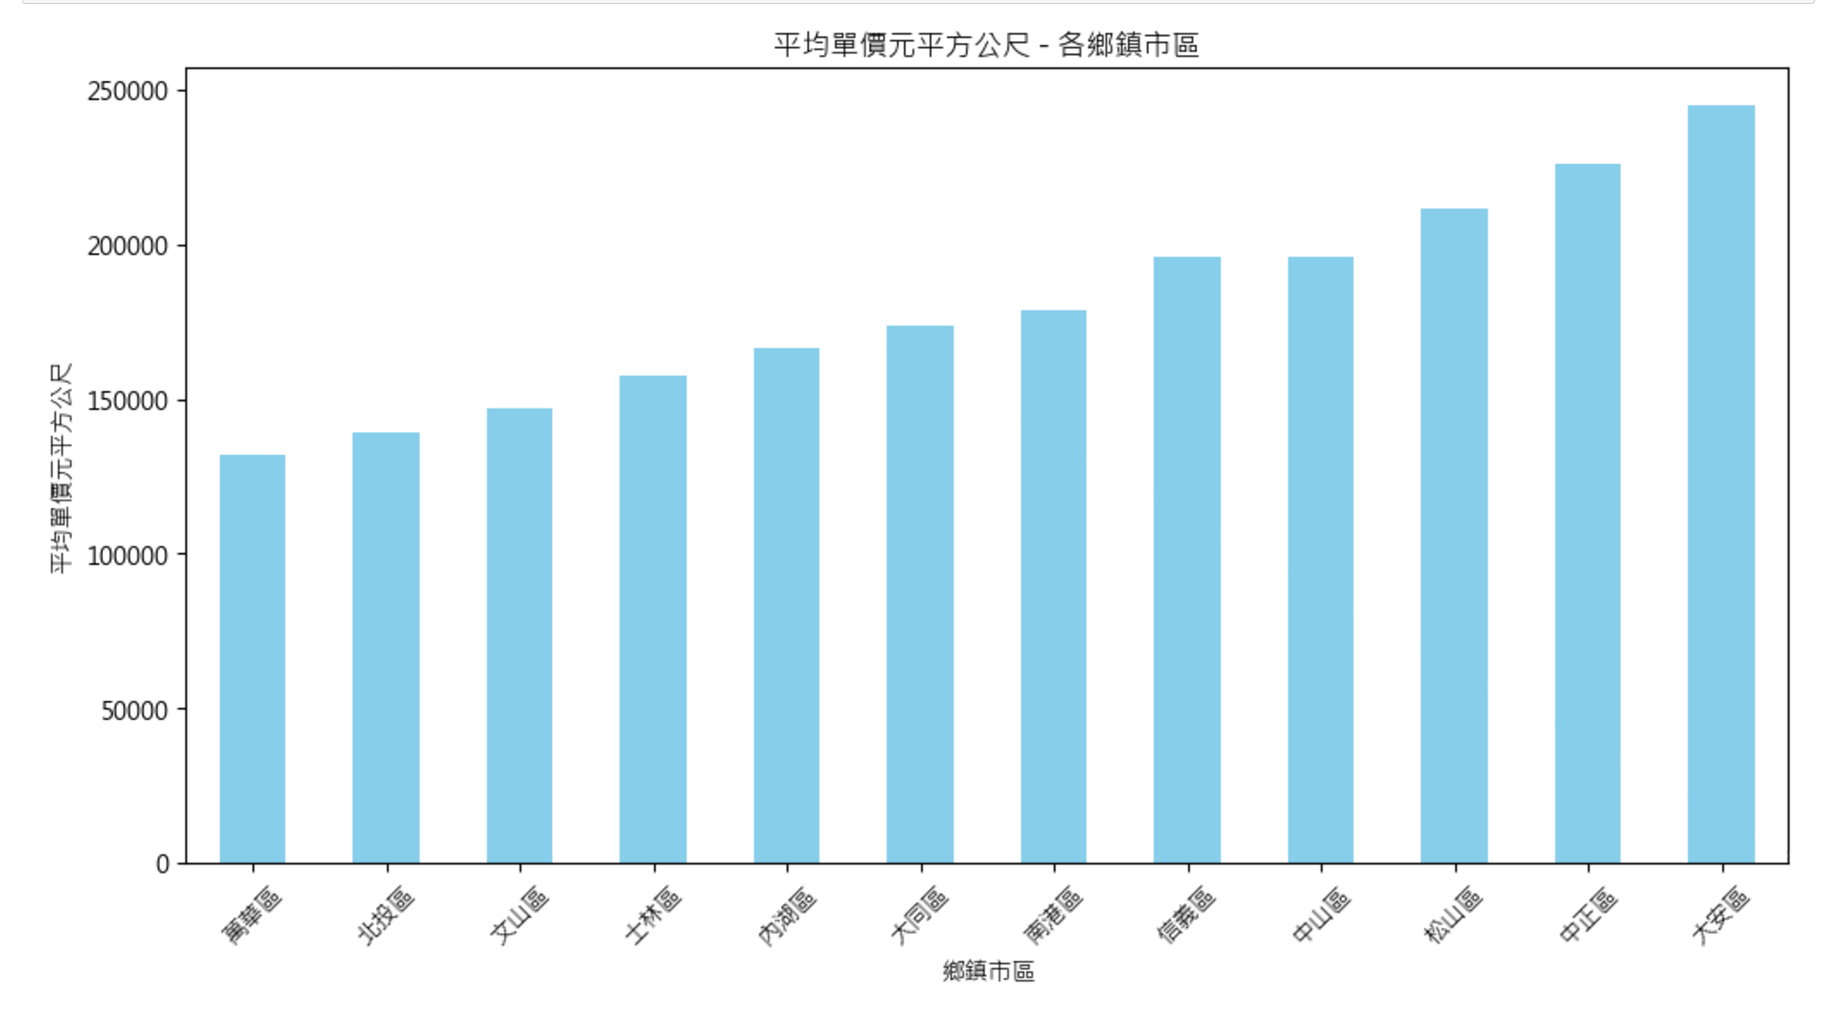 平均單價元平方公尺 - 各鄉鎮市區
平均單價元平方公尺
250000
200000
150000
100000
50000
0
萬華區
北投區
文山區
士林區
內湖區
大同區
南港區
信義區
中山區
松山區
中正區
大安區
鄉鎮市區